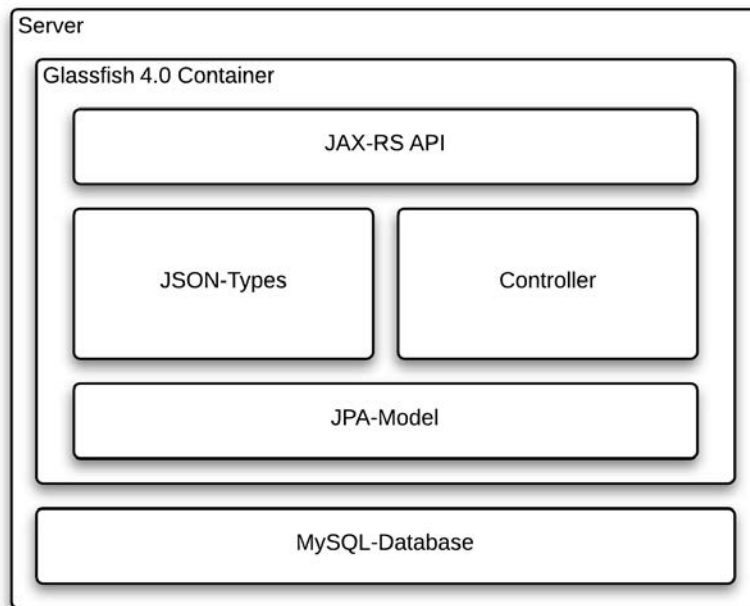 Server
Glassfish 4.0 Container
JAX-RS API
JSON-Types
Controller
JPA-Model
MySQL-Database